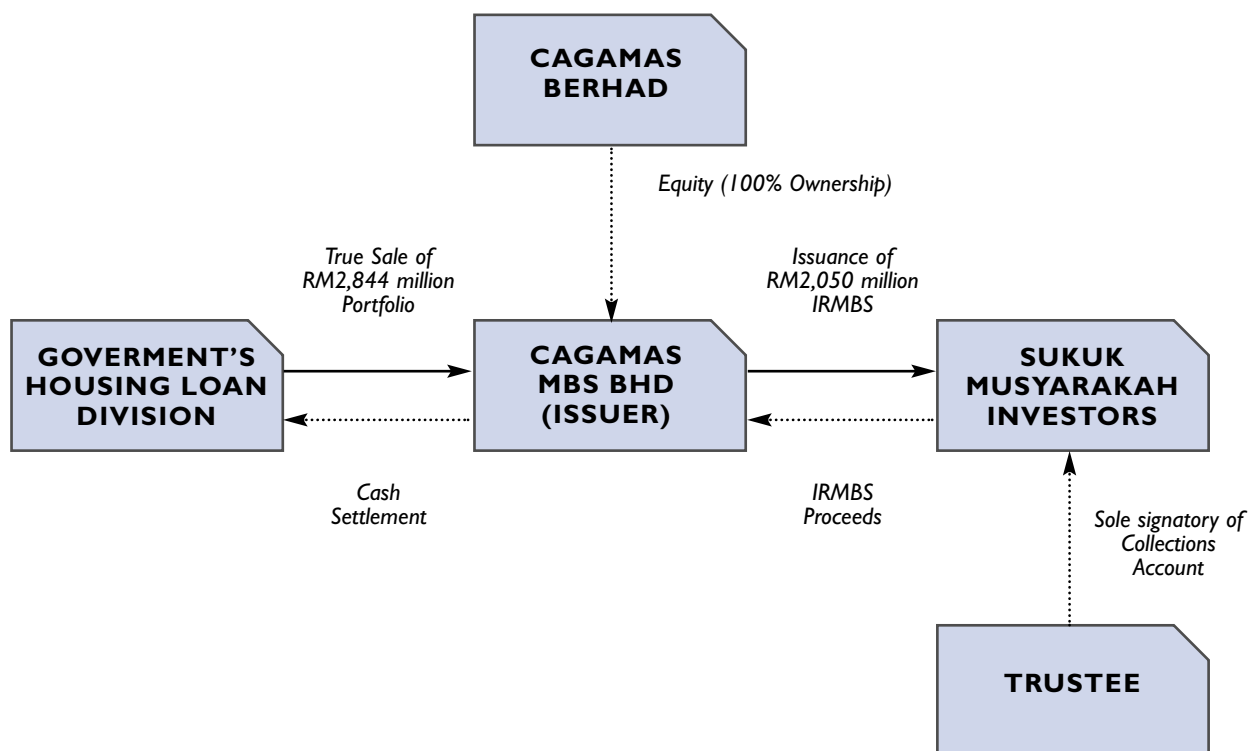 CAGAMAS
BERHAD
Equity (100% Ownership)
True Sale of
RM2,844 million
Portfolio
Issuance of
RM2,050 million
IRMBS
GOVERMENT'S
HOUSING LOAN
DIVISION
CAGAMAS
MBS BHD
(ISSUER)
SUKUK
MUSYARAKAH
INVESTORS
Cash
Settlement
IRMBS
Proceeds
Sole signatory of
Collections
Account
TRUSTEE